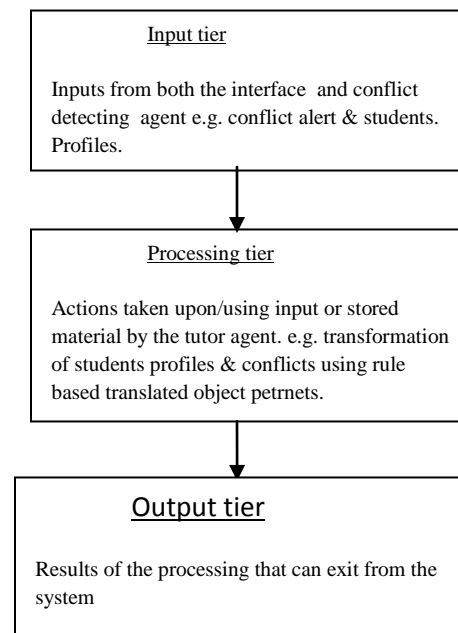 Input tier
Inputs from both the interface and conflict
detecting agent e.g. conflict alert & students.
Profiles.
Processing tier
Actions taken upon/using input or stored
material by the tutor agent. e.g. transformation
of students profiles & conflicts using rule
based translated object petrnets.
Output tier
Results of the processing that can exit from the
system